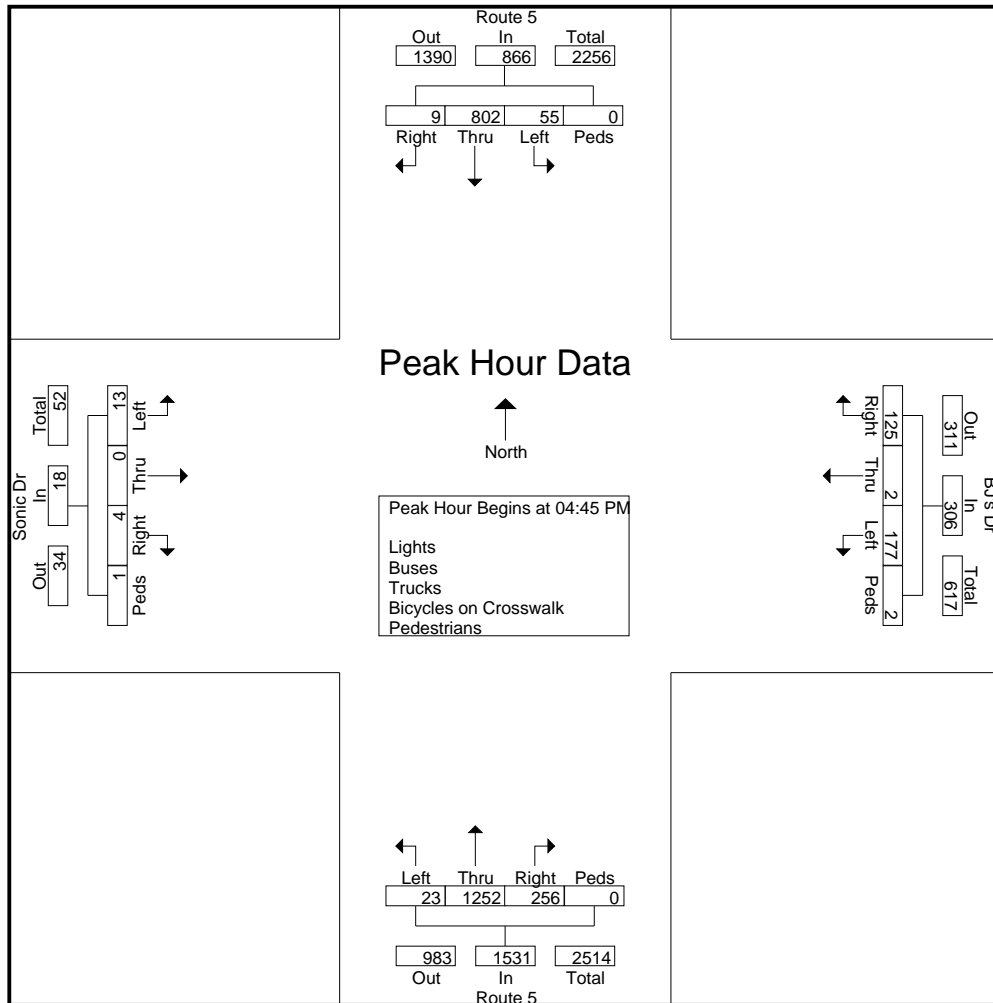 Route 5
Out In Total
1390 866 2256
9 802 55 0
Right Thru Left Peds
Peak Hour Data
North
Peak Hour Begins at 04:45 PM
Lights
Buses
Trucks
Bicycles on Crosswalk
Pedestrians
Sonic Dr
Out In Total
34 18 52
13 0 4 1
Left Thru Right Peds
BJ's Dr
Out In Total
311 306 617
125 2 177 2
Right Thru Left Peds
Left Thru Right Peds
23 1252 256 0
983 1531 2514
Out In Total
Route 5